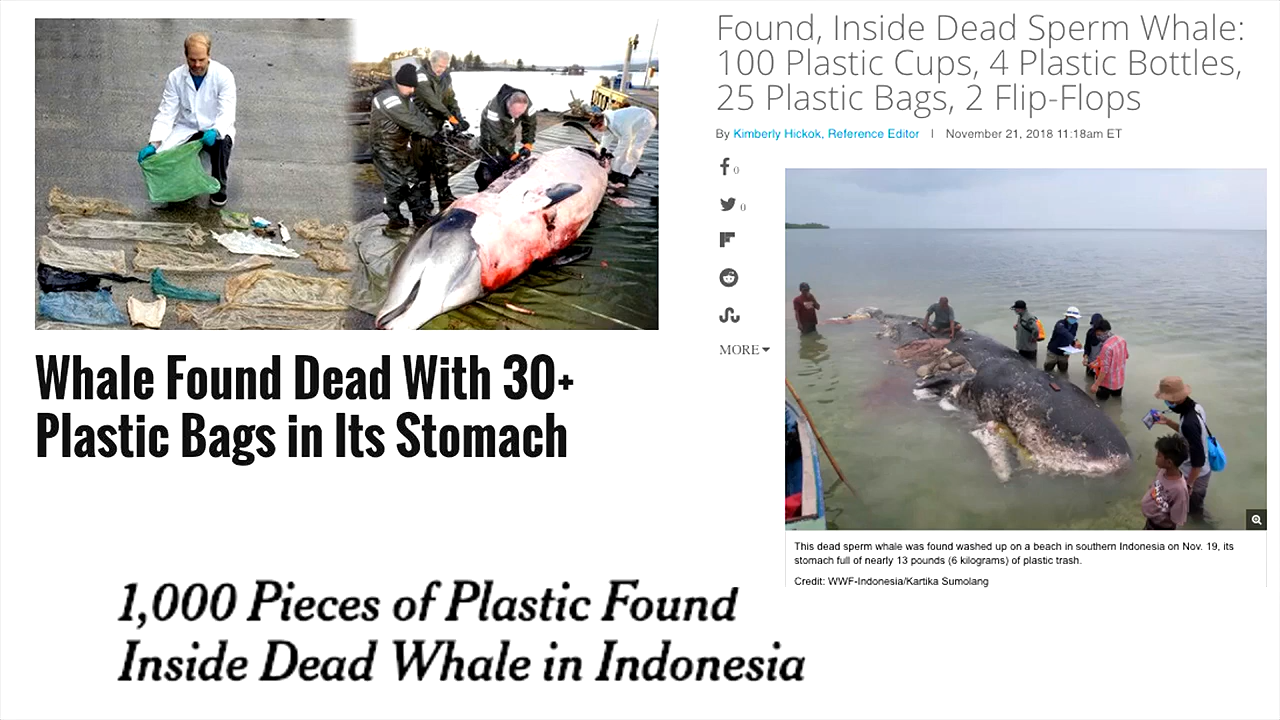 Whale Found Dead With 30+
Plastic Bags in Its Stomach
1,000 Pieces of Plastic Found
Inside Dead Whale in Indonesia
Found, Inside Dead Sperm Whale:
100 Plastic Cups, 4 Plastic Bottles,
25 Plastic Bags, 2 Flip-Flops
By Kimberly Hickok, Reference Editor | November 21, 2018 11:18am ET
0
0
MORE
This dead sperm whale was found washed up on a beach in southern Indonesia on Nov. 19, its
stomach full of nearly 13 pounds (6 kilograms) of plastic trash.
Credit: WWF-Indonesia/Kartika Sumolang